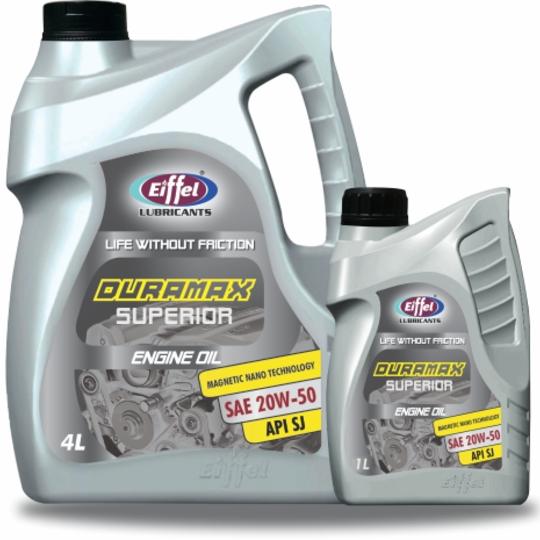 Eiffel
LUBRICANTS
LIFE WITHOUT FRICTION
DURAMAX
SUPERIOR
ENGINE OIL
MAGNETIC NANO TECHNOLOGY
SAE 20W-50
API SJ
4L
Eiffel
Eiffel
LUBRICANTS
LIFE WITHOUT FRICTION
DURAMAX
SUPERIOR
ENGINE OIL
MAGNETIC NANO TECHNOLOGY
SAE 20W-50
API SJ
1L
Eiffel